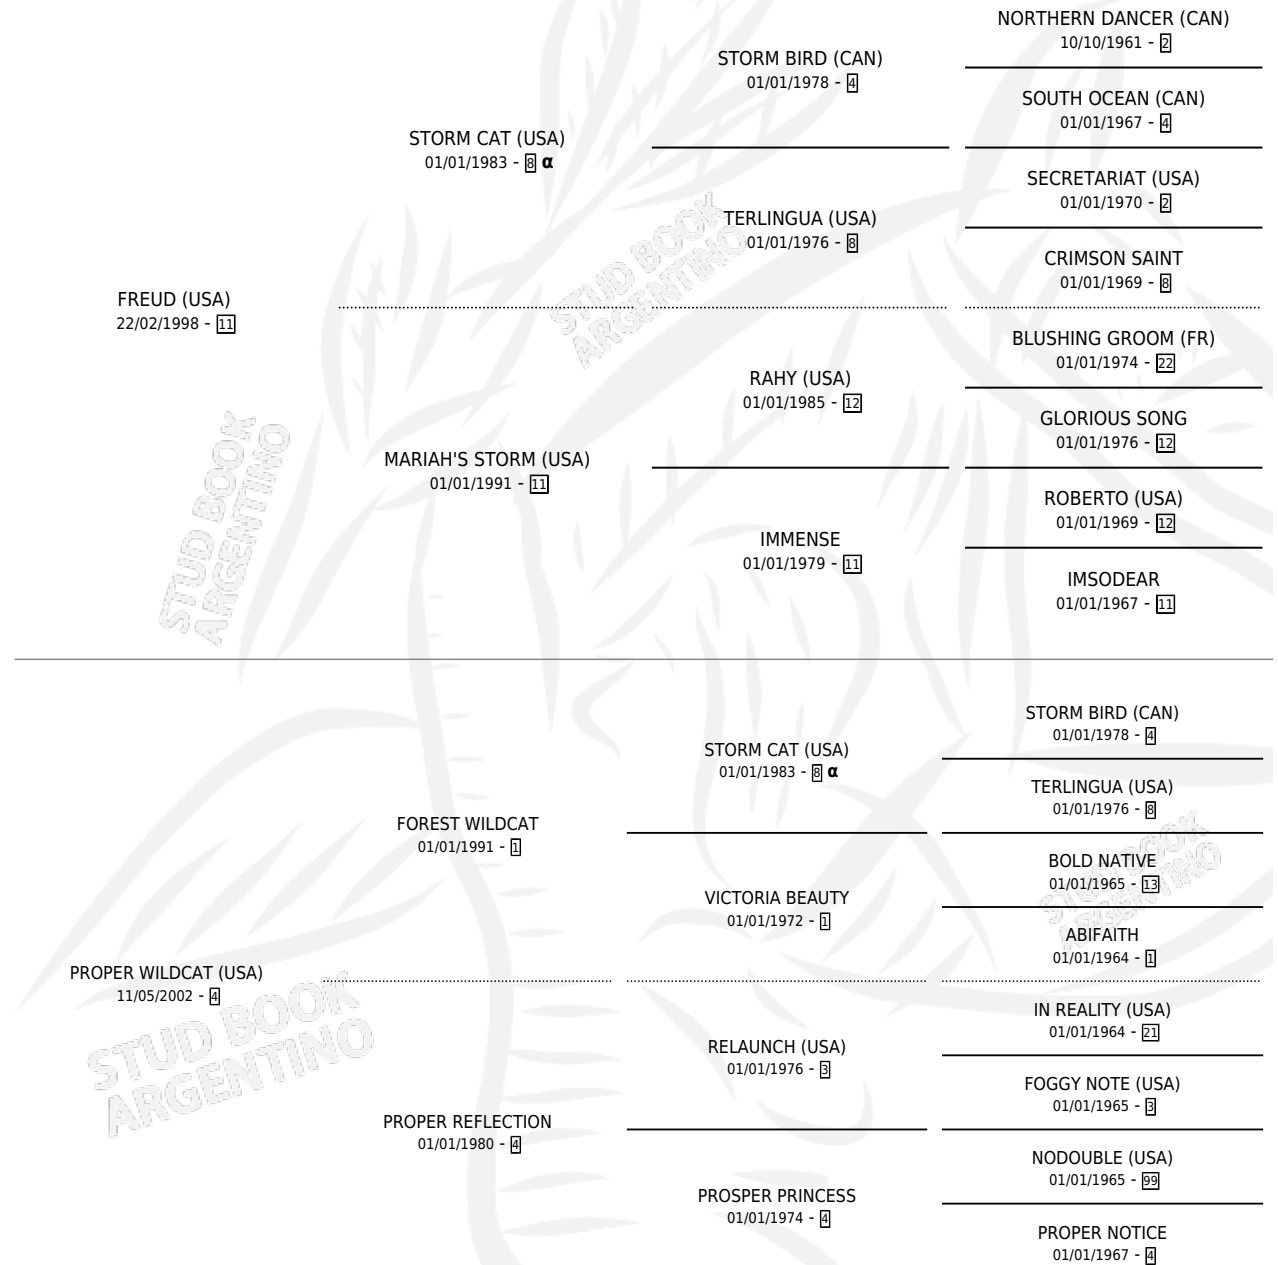 NORTHERN DANCER (CAN)
10/10/1961 - 2
STORM BIRD (CAN)
01/01/1978 - 4
SOUTH OCEAN (CAN)
01/01/1967 - 4
STORM CAT (USA)
01/01/1983 - 8 α
SECRETARIAT (USA)
01/01/1970 - 2
TERLINGUA (USA)
01/01/1976 - 8
CRIMSON SAINT
01/01/1969 - 8
FREUD (USA)
22/02/1998 - 11
BLUSHING GROOM (FR)
01/01/1974 - 22
RAHY (USA)
01/01/1985 - 12
GLORIOUS SONG
01/01/1976 - 12
MARIAH'S STORM (USA)
01/01/1991 - 11
ROBERTO (USA)
01/01/1969 - 12
IMMENSE
01/01/1979 - 11
IMSODEAR
01/01/1967 - 11
STORM BIRD (CAN)
01/01/1978 - 4
STORM CAT (USA)
01/01/1983 - 8 α
TERLINGUA (USA)
01/01/1976 - 8
FOREST WILDCAT
01/01/1991 - 1
BOLD NATIVE
01/01/1965 - 13
VICTORIA BEAUTY
01/01/1972 - 1
ABIFAITH
01/01/1964 - 1
PROPER WILDCAT (USA)
11/05/2002 - 4
IN REALITY (USA)
01/01/1964 - 21
RELAUNCH (USA)
01/01/1976 - 3
FOGGY NOTE (USA)
01/01/1965 - 3
PROPER REFLECTION
01/01/1980 - 4
NODOUBLE (USA)
01/01/1965 - 99
PROSPER PRINCESS
01/01/1974 - 4
PROPER NOTICE
01/01/1967 - 4
STUD BOOK
ARGENTINO
STUD BOOK
ARGENTINO
STUD BOOK
ARGENTINO
STUD BOOK
ARGENTINO